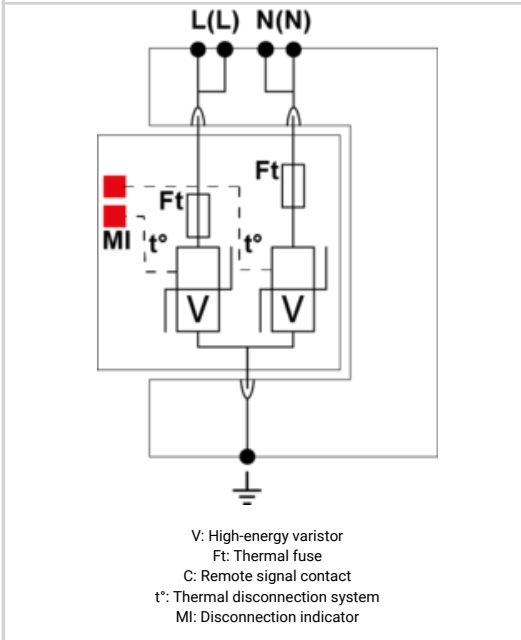 L(L) N(N)
Ft
Ft
MI
t°
t°
V
V
V: High-energy varistor
Ft: Thermal fuse
C: Remote signal contact
t°: Thermal disconnection system
MI: Disconnection indicator